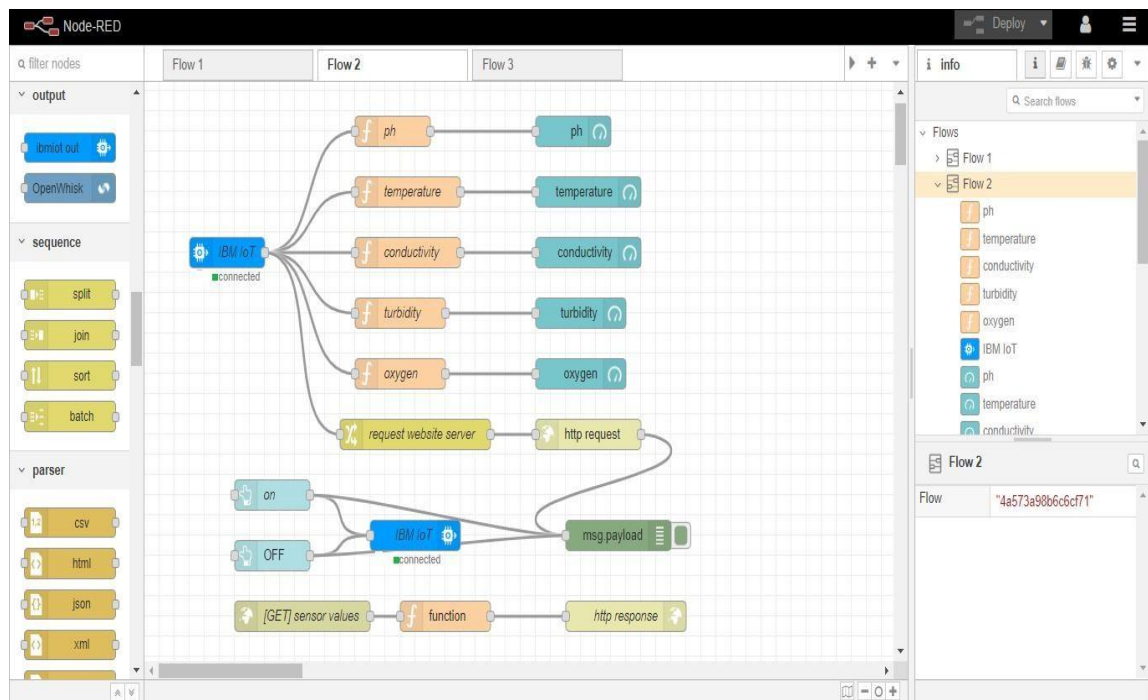 Node-RED
Deploy
filter nodes
Flow 1
Flow 2
Flow 3
i info
i
Search flows
output
ibmiot out
OpenWhisk
sequence
split
join
sort
batch
parser
csv
html
json
xml
ph
ph
temperature
temperature
IBM IoT
connected
conductivity
conductivity
turbidity
turbidity
oxygen
oxygen
request website server
http request
on
OFF
IBM IoT
connected
msg.payload
[GET] sensor values
function
http response
Flows
Flow 1
Flow 2
ph
temperature
conductivity
turbidity
oxygen
IBM IoT
ph
temperature
conductivity
Flow 2
Flow "4a573a98b6c6cf71"